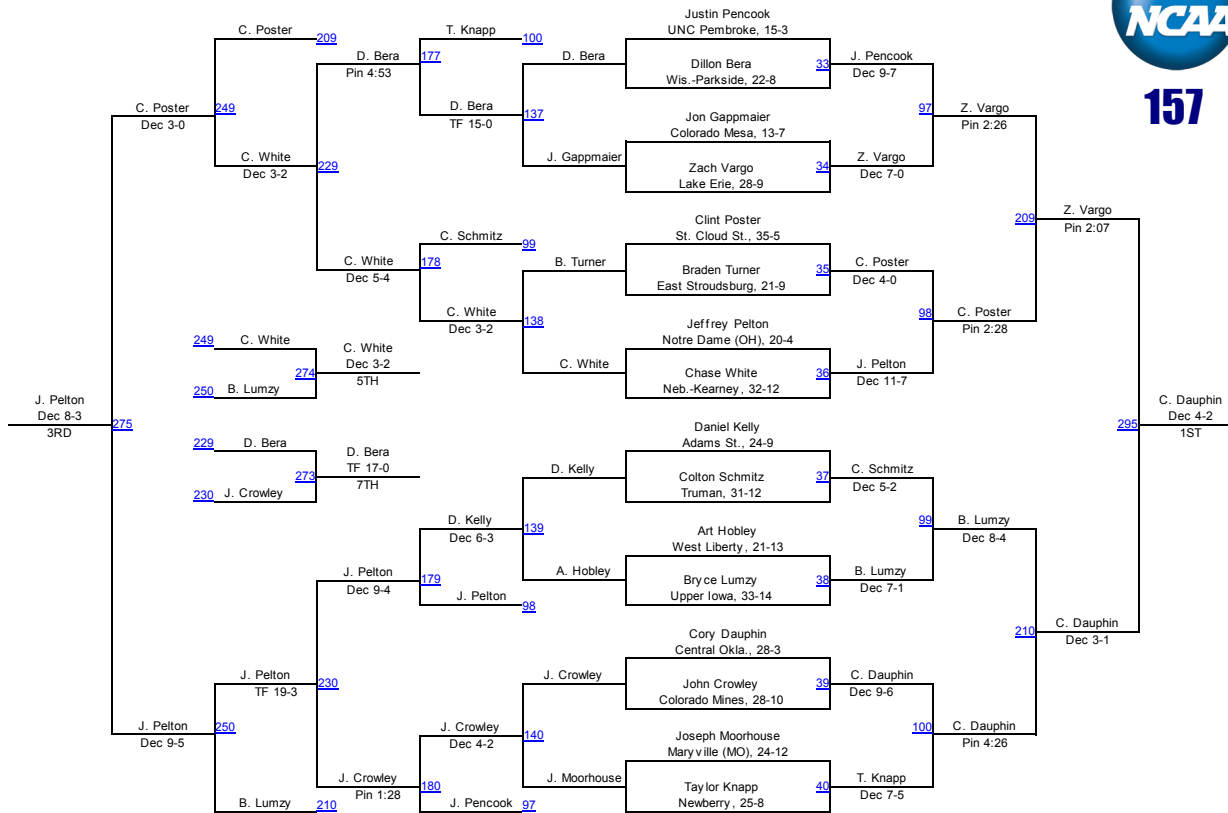 NCAA
157
C. Poster
209
D. Bera
Pin 4:53
T. Knapp
100
177
D. Bera
TF 15-0
D. Bera
137
J. Gappmaier
Justin Pencook
UNC Pembroke, 15-3
Dillon Bera
Wis.-Parkside, 22-8
33
J. Pencook
Dec 9-7
Jon Gappmaier
Colorado Mesa, 13-7
Zach Vargo
Lake Erie, 28-9
34
Z. Vargo
Dec 7-0
97
Z. Vargo
Pin 2:26
C. Poster
Dec 3-0
249
C. White
Dec 3-2
229
C. White
Dec 5-4
C. Schmitz
99
178
C. White
Dec 3-2
B. Turner
138
C. White
Clint Poster
St. Cloud St., 35-5
Braden Turner
East Stroudsburg, 21-9
35
C. Poster
Dec 4-0
Jeffrey Pelton
Notre Dame (OH), 20-4
Chase White
Neb.-Kearney, 32-12
36
J. Pelton
Dec 11-7
98
C. Poster
Pin 2:28
209
Z. Vargo
Pin 2:07
249
C. White
250
B. Lumzy
274
C. White
Dec 3-2
5TH
J. Pelton
Dec 8-3
3RD
275
229
D. Bera
230
J. Crowley
273
D. Bera
TF 17-0
7TH
295
C. Dauphin
Dec 4-2
1ST
D. Kelly
Dec 6-3
D. Kelly
139
A. Hobley
Daniel Kelly
Adams St., 24-9
Colton Schmitz
Truman, 31-12
37
C. Schmitz
Dec 5-2
Art Hobley
West Liberty, 21-13
Bryce Lumzy
Upper Iowa, 33-14
38
B. Lumzy
Dec 7-1
99
B. Lumzy
Dec 8-4
J. Pelton
Dec 9-4
179
J. Pelton
98
210
C. Dauphin
Dec 3-1
J. Pelton
TF 19-3
230
J. Pelton
Dec 9-5
250
B. Lumzy
210
J. Crowley
Pin 1:28
J. Crowley
Dec 4-2
180
J. Pencook
97
J. Crowley
140
J. Moorhouse
Cory Dauphin
Central Okla., 28-3
John Crowley
Colorado Mines, 28-10
39
C. Dauphin
Dec 9-6
Joseph Moorhouse
Maryville (MO), 24-12
Taylor Knapp
Newberry, 25-8
40
T. Knapp
Dec 7-5
100
C. Dauphin
Pin 4:26